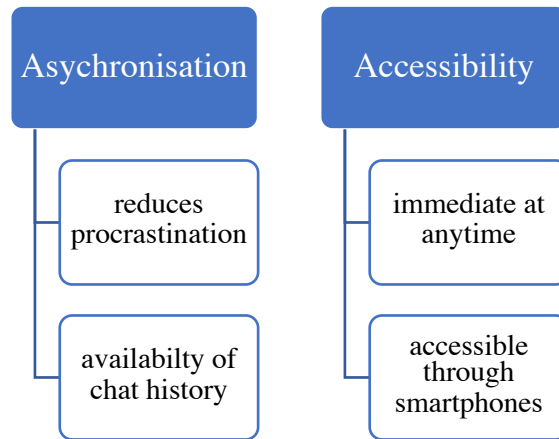 Asychronisation
reduces
procrastination
availabilty of
chat history
Accessibility
immediate at
anytime
accessible
through
smartphones